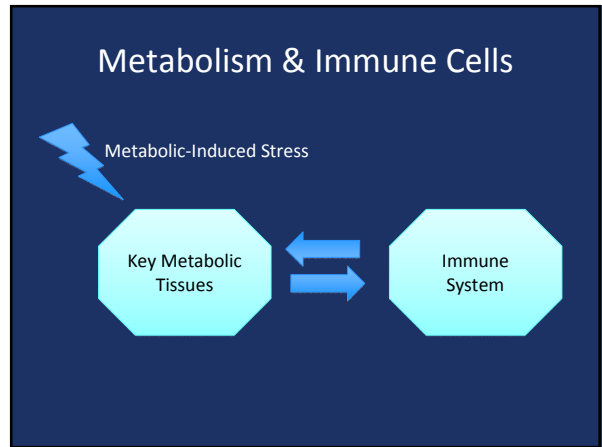 Metabolism & Immune Cells
Metabolic-Induced Stress
Key Metabolic
Tissues
Immune
System